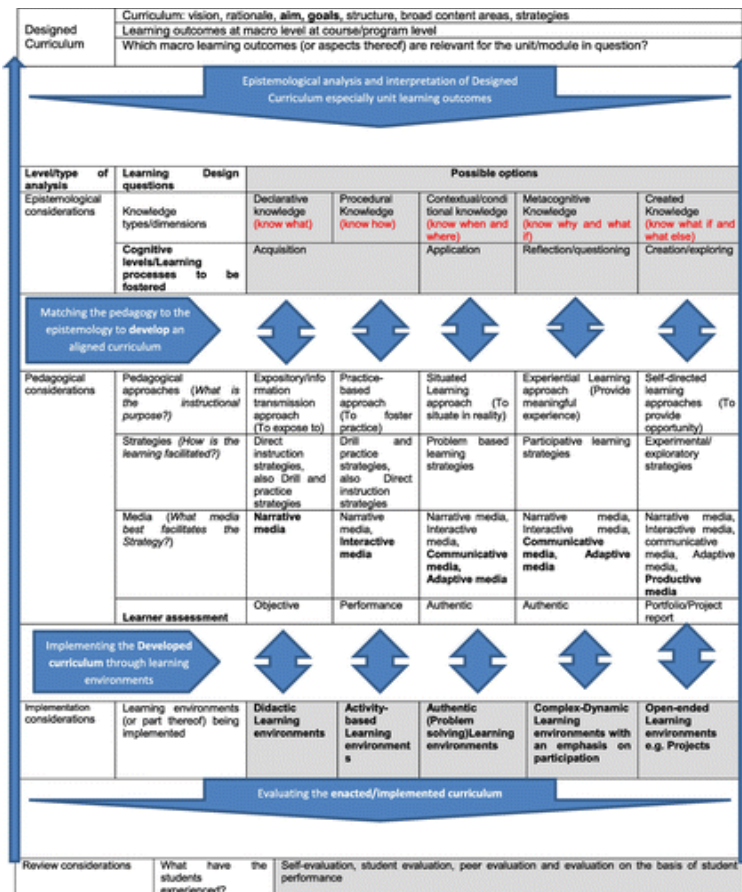 Designed
Curriculum
Curriculum: vision, rationale, aim, goals, structure, broad content areas, strategies
Learning outcomes at macro level at course/program level
Which macro learning outcomes (or aspects thereof) are relevant for the unit/module in question?
Epistemological analysis and interpretation of Designed
Curriculum especially unit learning outcomes
Level/type of
analysis
Learning Design
questions
Possible options
Epistemological
considerations
Knowledge
types/dimensions
Declarative
knowledge
(know what)
Procedural
Knowledge
(know how)
Contextual/condi
tional knowledge
(know when and
where)
Metacognitive
Knowledge
(know why and what
if)
Created
Knowledge
(know what if and
what else)
Cognitive
levels/Learning
processes to be
fostered
Acquisition
Application
Reflection/questioning
Creation/exploring
Matching the pedagogy to the
epistemology to develop an
aligned curriculum
Pedagogical
considerations
Pedagogical
approaches (What is
the instructional
purpose?)
Expository/info
rmation
transmission
approach
(To expose to)
Practice-
based
approach
(To foster
practice)
Situated
Learning
approach (To
situate in reality)
Experiential Learning
approach (Provide
meaningful
experience)
Self-directed
learning
approaches (To
provide
opportunity)
Strategies (How is
the learning facilitated?)
Direct
instruction
strategies,
also Drill and
practice
strategies
Drill and
practice
strategies,
also Direct
instruction
strategies
Problem based
learning
strategies
Participative learning
strategies
Experimental/
exploratory
strategies
Media (What media
best facilitates the
Strategy?)
Narrative
media
Narrative
media,
Interactive
media
Narrative media,
Interactive
media,
Communicative
media,
Adaptive media
Narrative media,
Interactive media,
Communicative
media, Adaptive
media
Narrative media,
Interactive media,
communicative
media, Adaptive
media,
Productive
media
Learner assessment
Objective
Performance
Authentic
Authentic
Portfolio/Project
report
Implementing the Developed
curriculum through learning
environments
Implementation
considerations
Learning environments
(or part thereof) being
implemented
Didactic
Learning
environments
Activity-
based
Learning
environment
s
Authentic
(Problem
solving)Learning
environments
Complex-Dynamic
Learning
environments with
an emphasis on
participation
Open-ended
Learning
environments
e.g. Projects
Evaluating the enacted/implemented curriculum
Review considerations
What have the
students
experienced?
Self-evaluation, student evaluation, peer evaluation and evaluation on the basis of student
performance